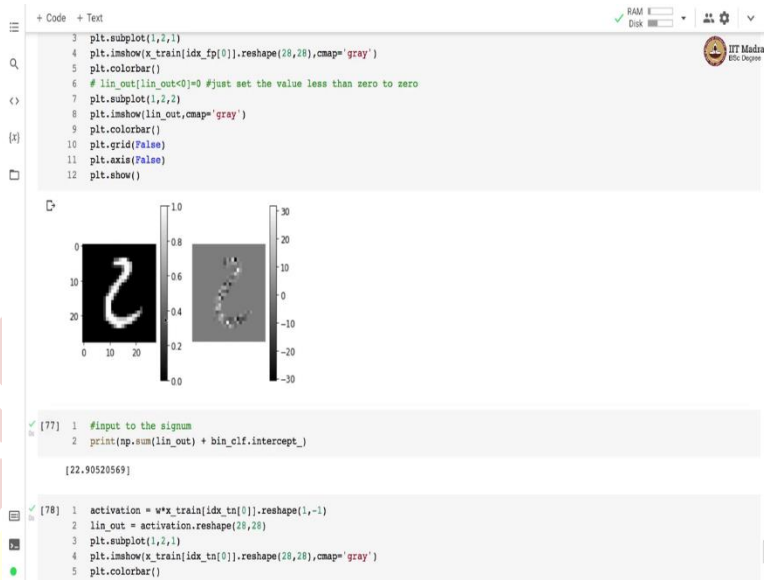 + Code + Text
RAM
Disk
IIT Madra
BSc Degree
3 plt.subplot(1,2,1)
4 plt.imshow(x_train[idx_fp[0]].reshape(28,28),cmap='gray')
5 plt.colorbar()
6 # lin_out[lin_out<0]=0 #just set the value less than zero to zero
7 plt.subplot(1,2,2)
8 plt.imshow(lin_out,cmap='gray')
9 plt.colorbar()
10 plt.grid(False)
11 plt.axis(False)
12 plt.show()
{x}
1.0
0.8
0.6
0.4
0.2
0.0
0
10
20
0 10 20
30
20
10
0
−10
−20
−30
[77] 1 #input to the signum
2 print(np.sum(lin_out) + bin_clf.intercept_)
[22.90520569]
[78] 1 activation = w*x_train[idx_tn[0]].reshape(1,-1)
2 lin_out = activation.reshape(28,28)
3 plt.subplot(1,2,1)
4 plt.imshow(x_train[idx_tn[0]].reshape(28,28),cmap='gray')
5 plt.colorbar()